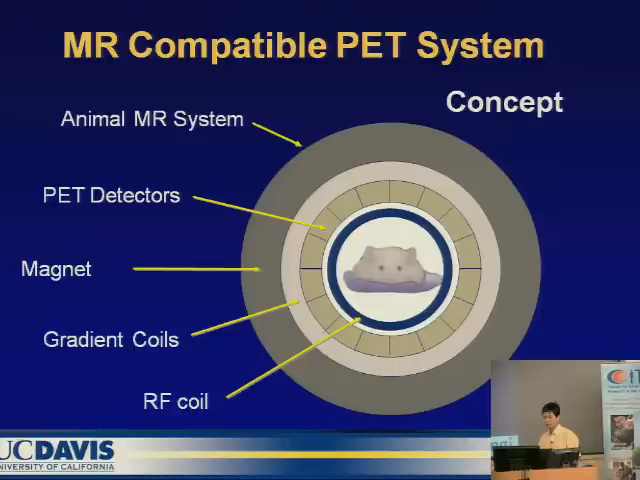 MR Compatible PET System
Concept
Animal MR System
PET Detectors
Magnet
Gradient Coils
RF coil
UCDAVIS
UNIVERSITY OF CALIFORNIA